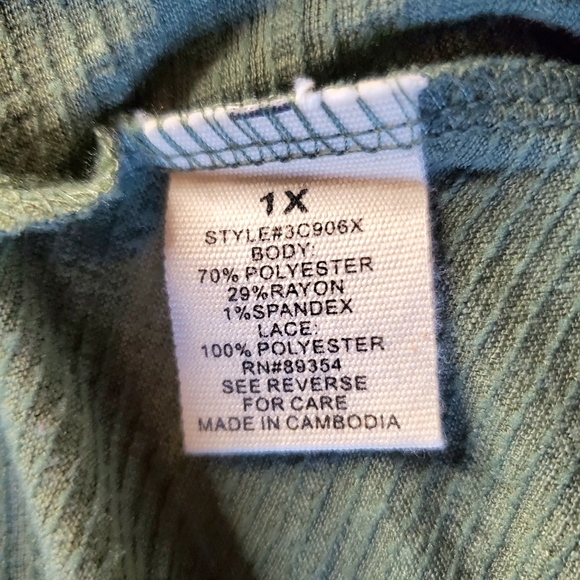 1X
STYLE#3C906X
BODY:
70% POLYESTER
29%RAYON
1%SPANDEX
LACE:
100% POLYESTER
RN#89354
SEE REVERSE
FOR CARE
MADE IN CAMBODIA